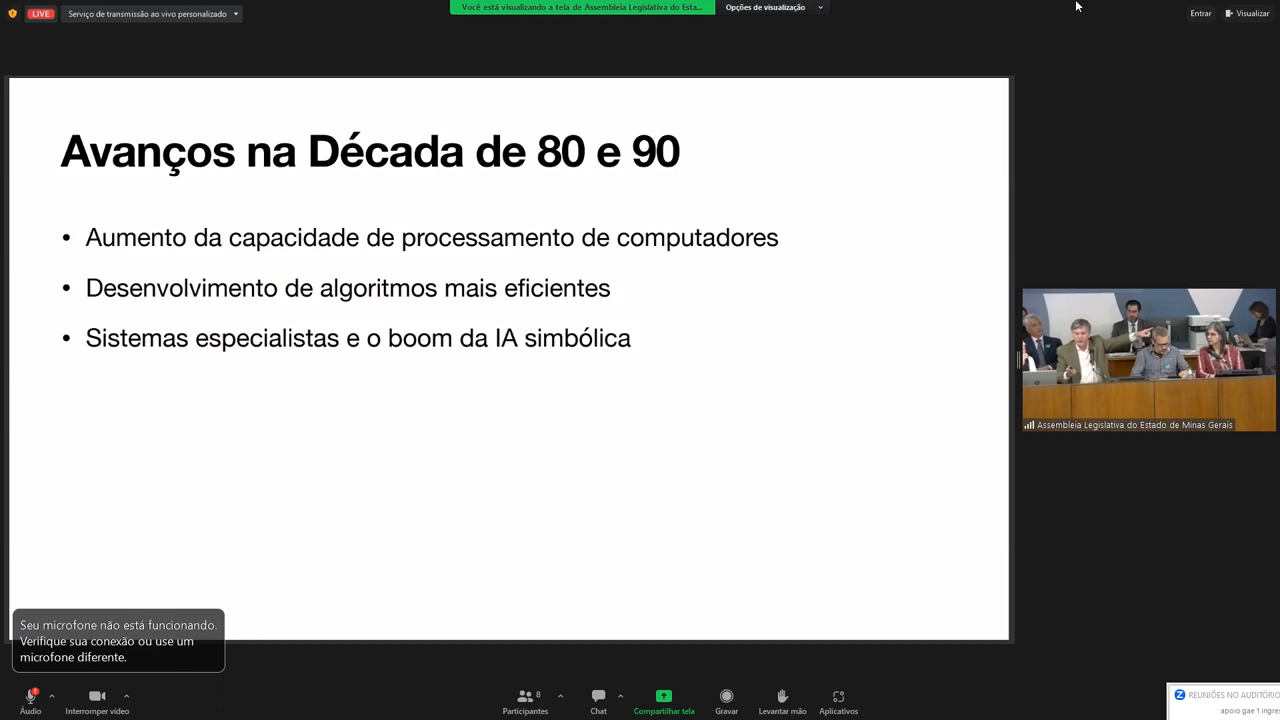 LIVE
Serviço de transmissão ao vivo personalizado
Você está visualizando a tela de Assembleia Legislativa do Esta...
Opções de visualização
Entrar
Visualizar
Avanços na Década de 80 e 90
• Aumento da capacidade de processamento de computadores
• Desenvolvimento de algoritmos mais eficientes
• Sistemas especialistas e o boom da IA simbólica
Assembleia Legislativa do Estado de Minas Gerais
Seu microfone não está funcionando.
Verifique sua conexão ou use um
microfone diferente.
Áudio
Interromper vídeo
8
Participantes
Chat
Compartilhar tela
Gravar
Levantar mão
Aplicativos
REUNIÕES NO AUDITÓRIO
apoio gae 1 ingres